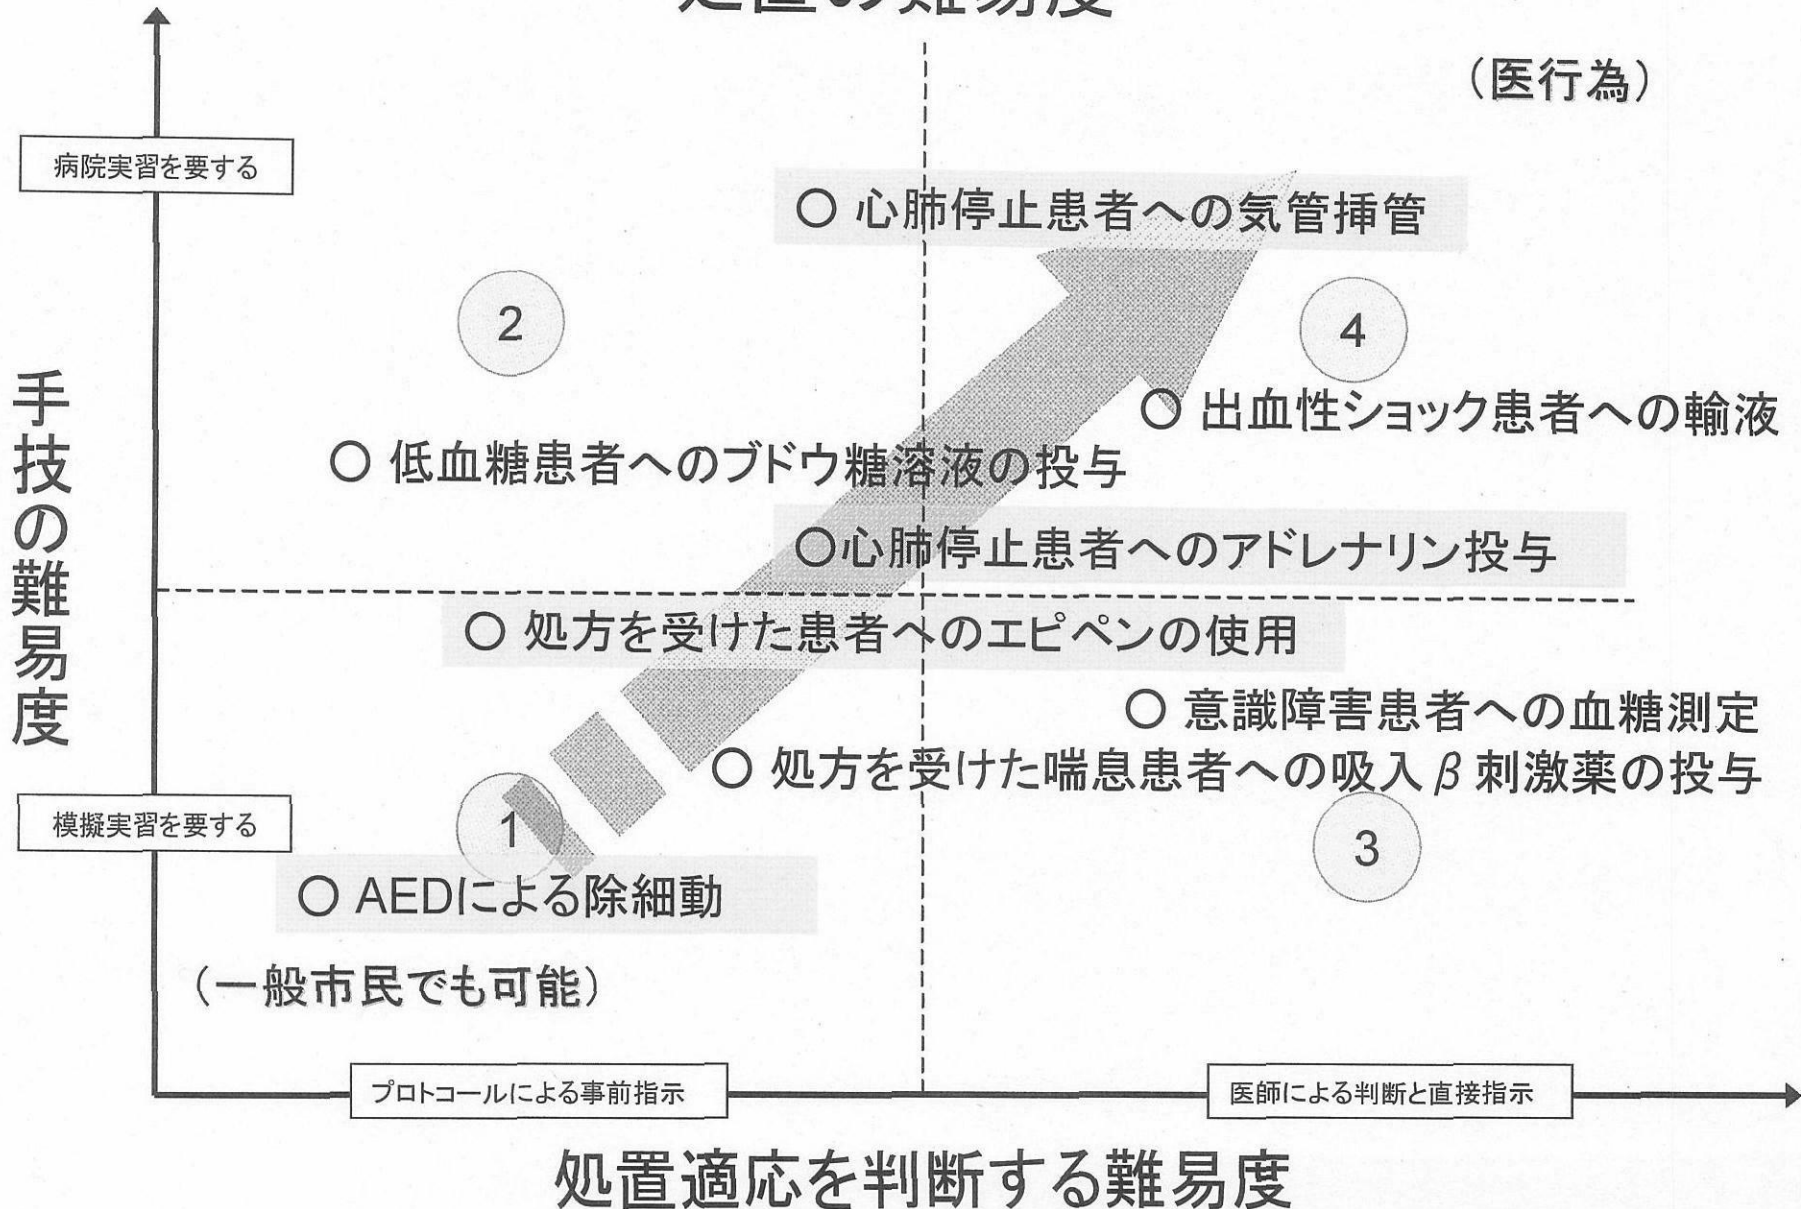 処置の難易度
（医行為）
病院実習を要する
○ 心肺停止患者への気管挿管
2
4
手技の難易度
○ 出血性ショック患者への輸液
○ 低血糖患者へのブドウ糖溶液の投与
○心肺停止患者へのアドレナリン投与
○ 処方を受けた患者へのエピペンの使用
○ 意識障害患者への血糖測定
○ 処方を受けた喘息患者への吸入β刺激薬の投与
模擬実習を要する
1
3
○ AEDによる除細動
（一般市民でも可能）
プロトコールによる事前指示
医師による判断と直接指示
処置適応を判断する難易度